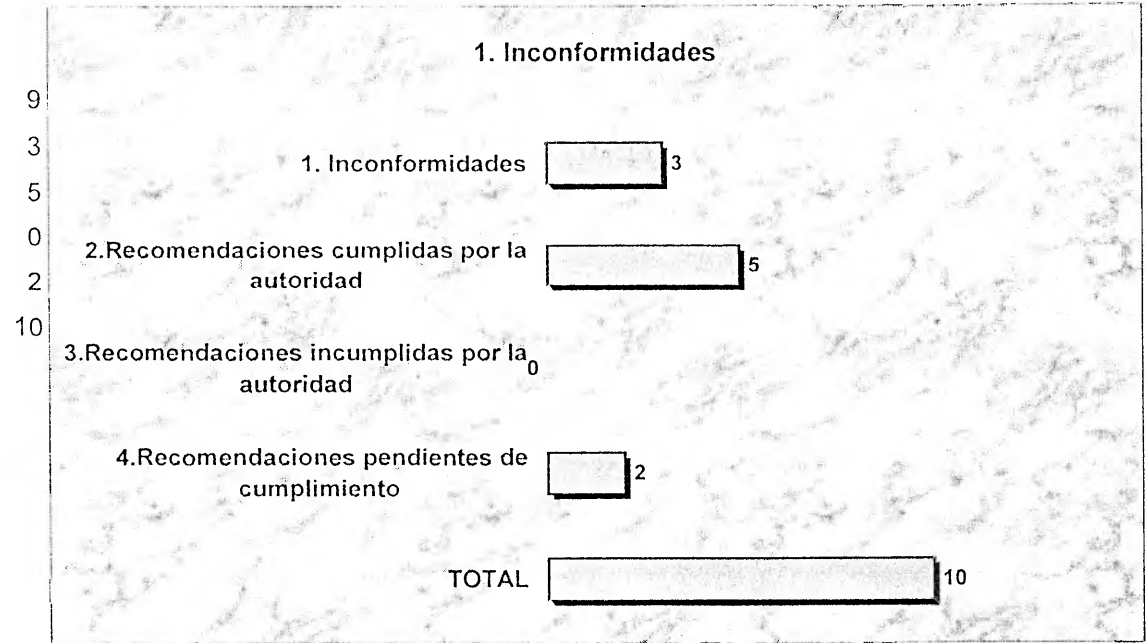 1. Inconformidades
9
3
5
0
2
10
1. Inconformidades
3
2.Recomendaciones cumplidas por la
autoridad
5
3.Recomendaciones incumplidas por la
autoridad
0
4.Recomendaciones pendientes de
cumplimiento
2
TOTAL
10